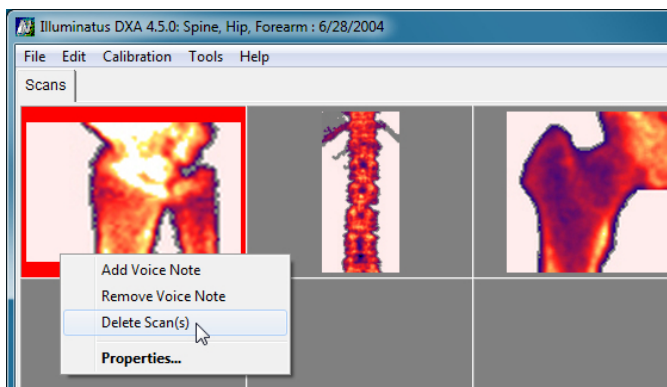 Illuminatus DXA 4.5.0: Spine, Hip, Forearm : 6/28/2004
File Edit Calibration Tools Help
Scans
Add Voice Note
Remove Voice Note
Delete Scan(s)
Properties...